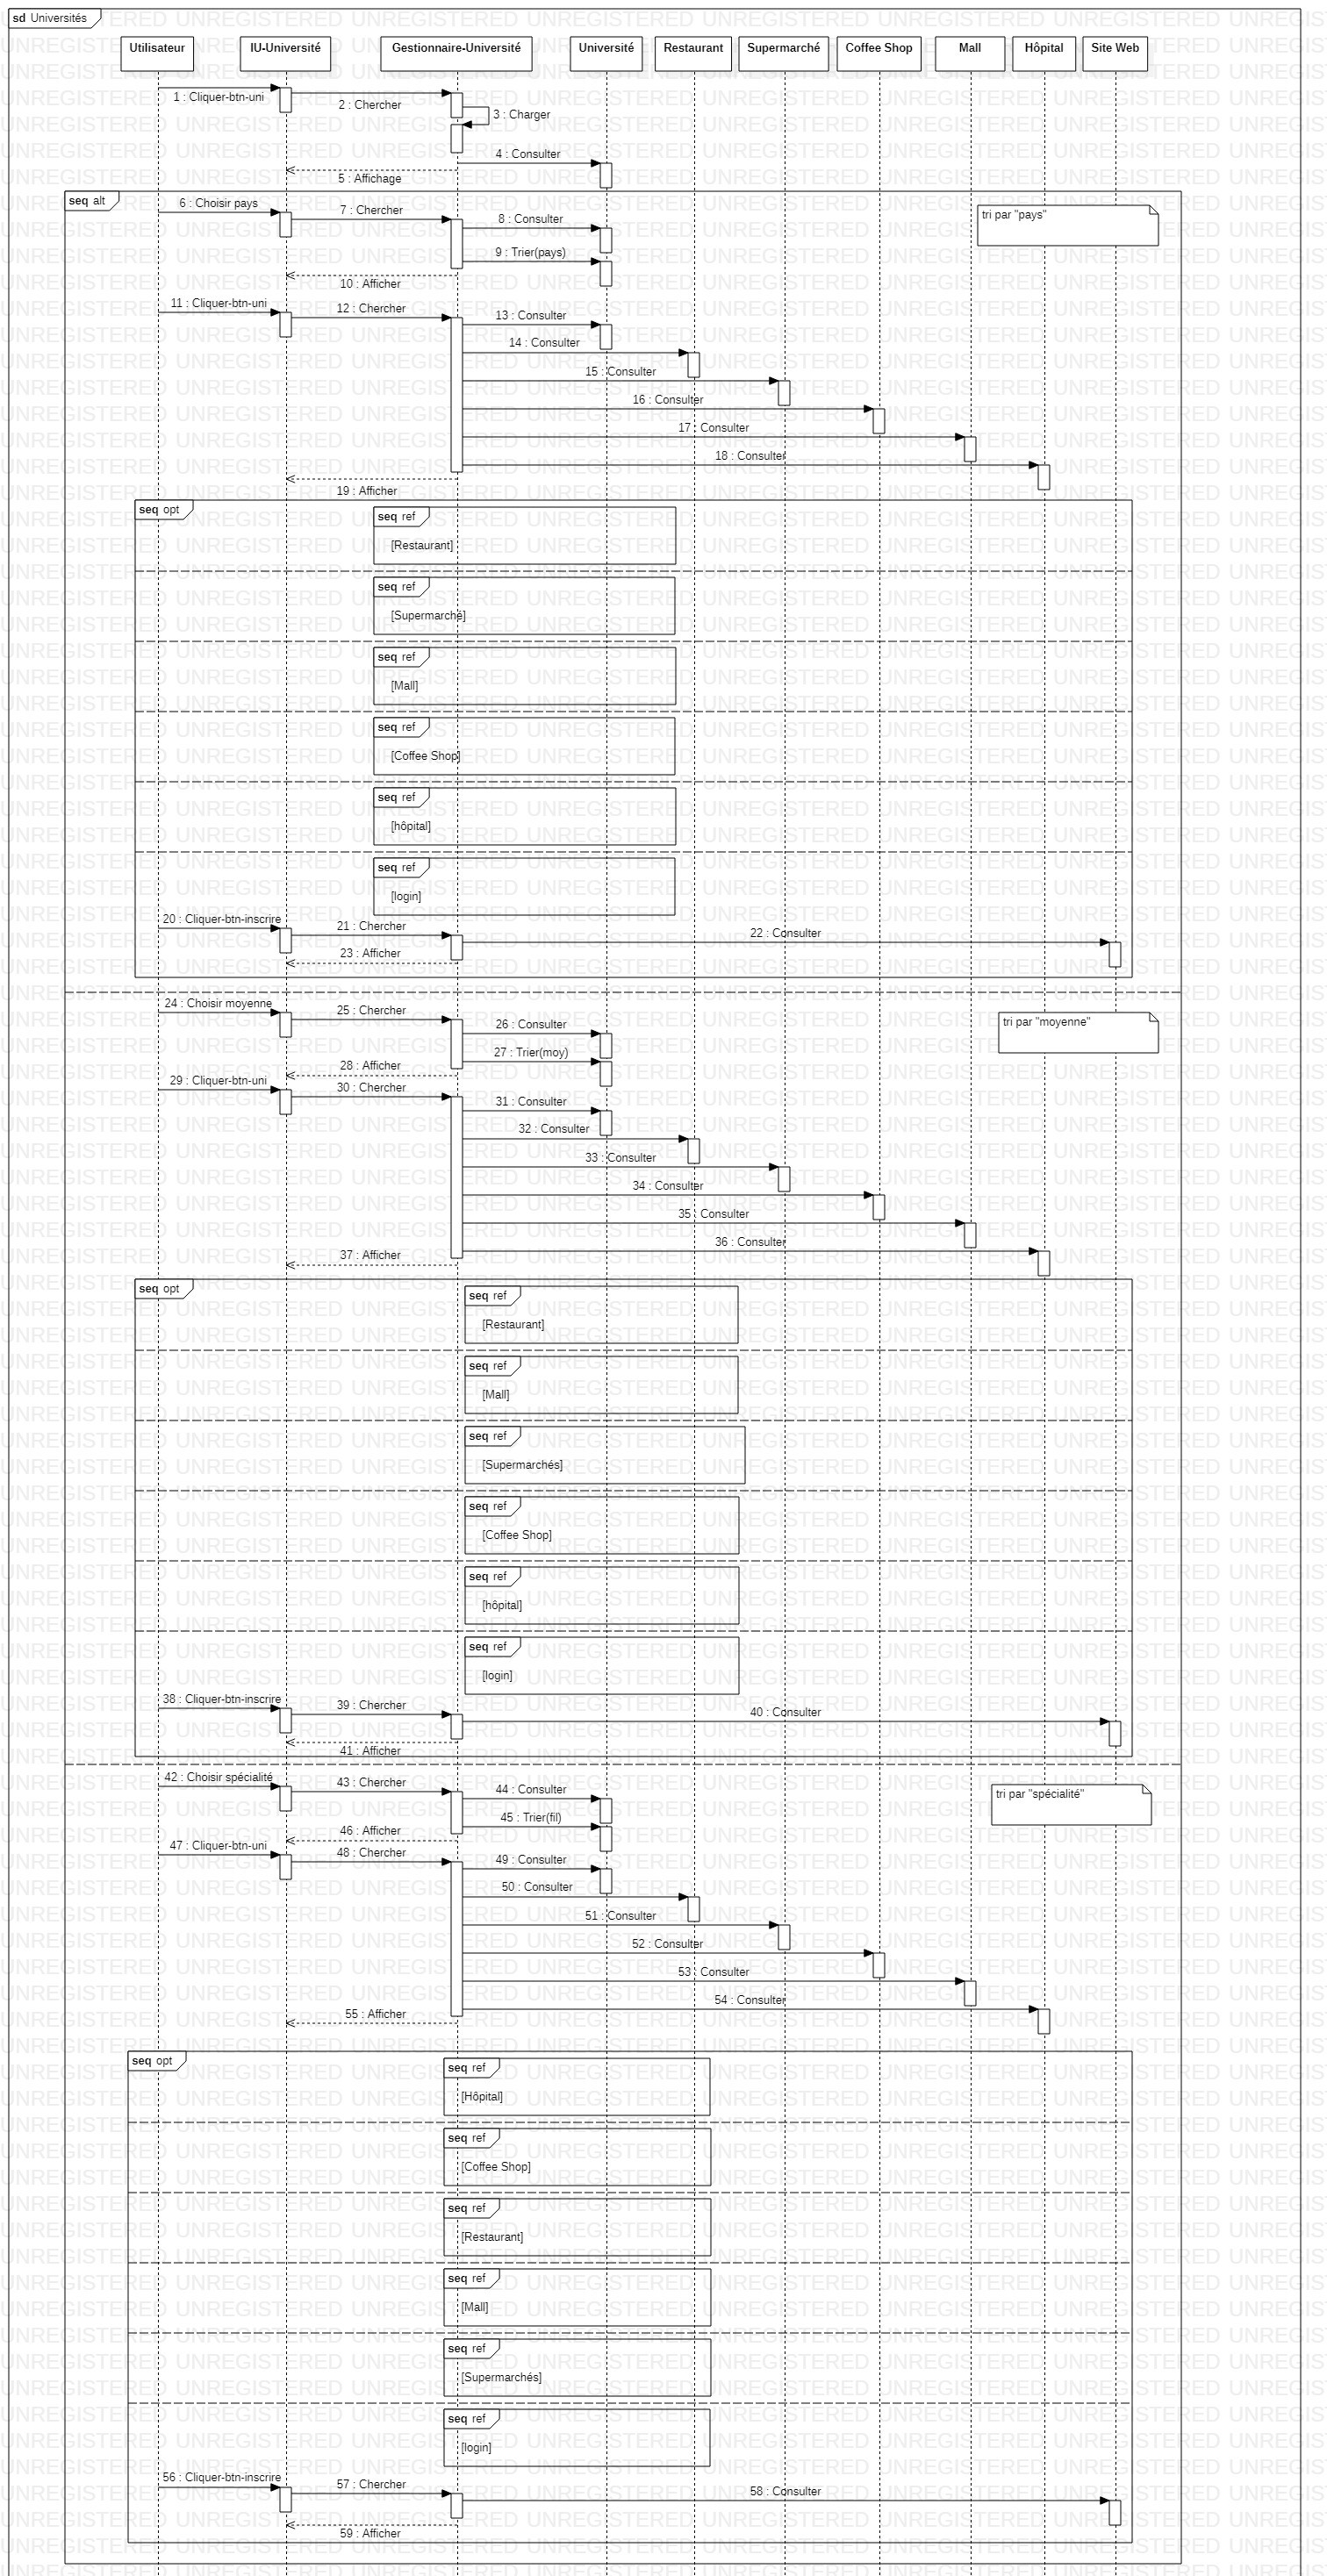 sd Universités
Utilisateur
IU-Université
Gestionnaire-Université
Université
Restaurant
Supermarché
Coffee Shop
Mall
Hôpital
Site Web
1 : Cliquer-btn-uni
2 : Chercher
3 : Charger
4 : Consulter
5 : Affichage
seq alt
6 : Choisir pays
7 : Chercher
8 : Consulter
tri par "pays"
9 : Trier(pays)
10 : Afficher
11 : Cliquer-btn-uni
12 : Chercher
13 : Consulter
14 : Consulter
15 : Consulter
16 : Consulter
17 : Consulter
18 : Consulter
19 : Afficher
seq opt
seq ref
[Restaurant]
seq ref
[Supermarché]
seq ref
[Mall]
seq ref
[Coffee Shop]
seq ref
[hôpital]
seq ref
[login]
20 : Cliquer-btn-inscrire
21 : Chercher
22 : Consulter
23 : Afficher
24 : Choisir moyenne
25 : Chercher
26 : Consulter
tri par "moyenne"
27 : Trier(moy)
28 : Afficher
29 : Cliquer-btn-uni
30 : Chercher
31 : Consulter
32 : Consulter
33 : Consulter
34 : Consulter
35 : Consulter
36 : Consulter
37 : Afficher
seq opt
seq ref
[Restaurant]
seq ref
[Mall]
seq ref
[Supermarchés]
seq ref
[Coffee Shop]
seq ref
[hôpital]
seq ref
[login]
38 : Cliquer-btn-inscrire
39 : Chercher
40 : Consulter
41 : Afficher
42 : Choisir spécialité
43 : Chercher
44 : Consulter
tri par "spécialité"
45 : Trier(fil)
46 : Afficher
47 : Cliquer-btn-uni
48 : Chercher
49 : Consulter
50 : Consulter
51 : Consulter
52 : Consulter
53 : Consulter
54 : Consulter
55 : Afficher
seq opt
seq ref
[Hôpital]
seq ref
[Coffee Shop]
seq ref
[Restaurant]
seq ref
[Mall]
seq ref
[Supermarchés]
seq ref
[login]
56 : Cliquer-btn-inscrire
57 : Chercher
58 : Consulter
59 : Afficher
UNREGISTERED